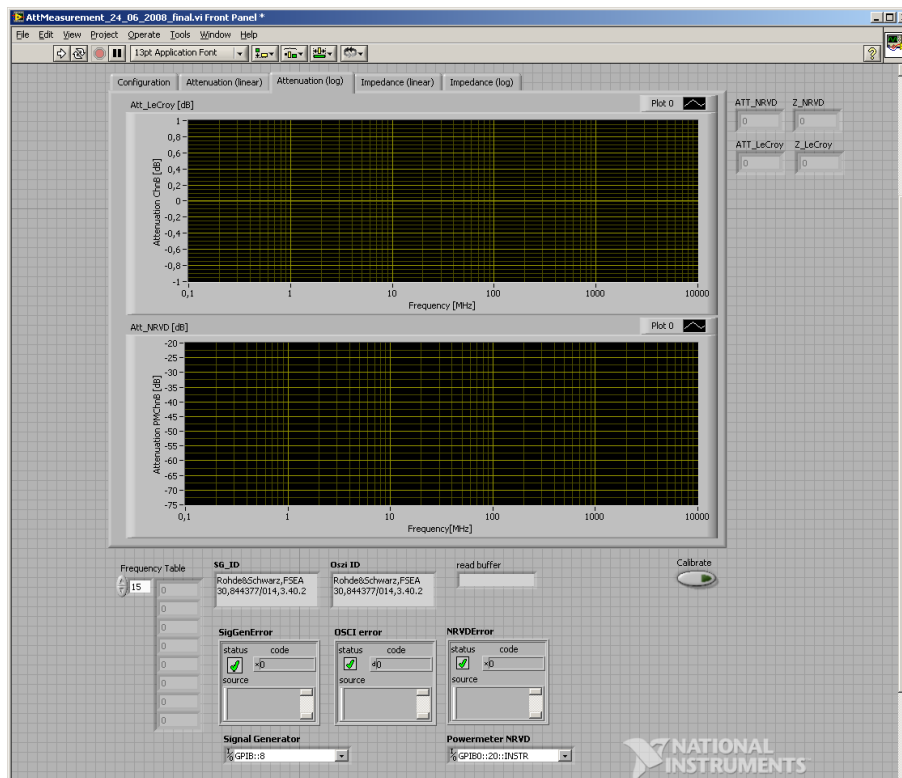 AttMeasurement_24_06_2008_final.vi Front Panel *
File Edit View Project Operate Tools Window Help
13pt Application Font
Configuration Attenuation (linear) Attenuation (log) Impedance (linear) Impedance (log)
Att_LeCroy [dB] Plot 0
ATT_NRVD Z_NRVD
0 0
ATT_LeCroy Z_LeCroy
0 0
Attenuation ChnB [dB]
1
0,8
0,6
0,4
0,2
0
-0,2
-0,4
-0,6
-0,8
-1
0,1 1 10 100 1000 10000
Frequency [MHz]
Att_NRVD [dB] Plot 0
Attenuation PMChnB [dB]
-20
-25
-30
-35
-40
-45
-50
-55
-60
-65
-70
-75
0,1 1 10 100 1000 10000
Frequency[MHz]
Frequency Table
15
0
0
0
0
0
0
0
0
SG_ID
Rohde&Schwarz,FSEA
30,844377/014,3.40.2
Oszi ID
Rohde&Schwarz,FSEA
30,844377/014,3.40.2
read buffer
Calibrate
SigGenError
status code
×0
source
OSCI error
status code
d0
source
NRVDError
status code
×0
source
Signal Generator
GPIB::8
Powermeter NRVD
GPIB0::20::INSTR
NATIONAL
INSTRUMENTS